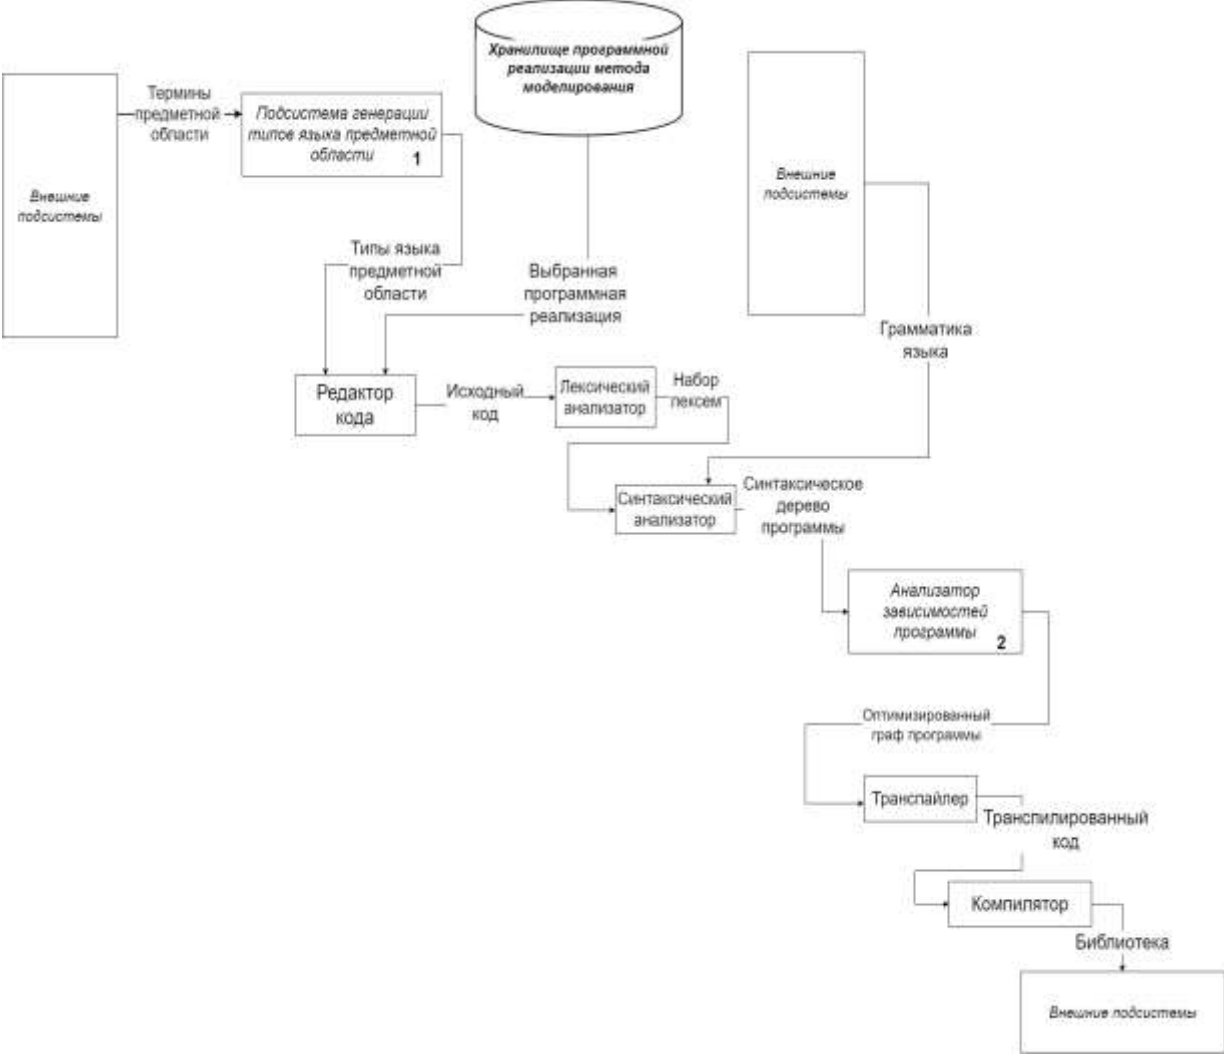 Хранилище программной
реализации метода
моделирования
Термины
предметной
области
Подсистема генерации
типов языка предметной
области
1
Внешние
подсистемы
Внешние
подсистемы
Типы языка
предметной
области
Выбранная
программная
реализация
Грамматика
языка
Редактор
кода
Исходный
код
Лексический
анализатор
Набор
лексем
Синтаксический
анализатор
Синтаксическое
дерево
программы
Анализатор
зависимостей
программы
2
Оптимизированный
граф программы
Транспайлер
Транспилированный
код
Компилятор
Библиотека
Внешние подсистемы